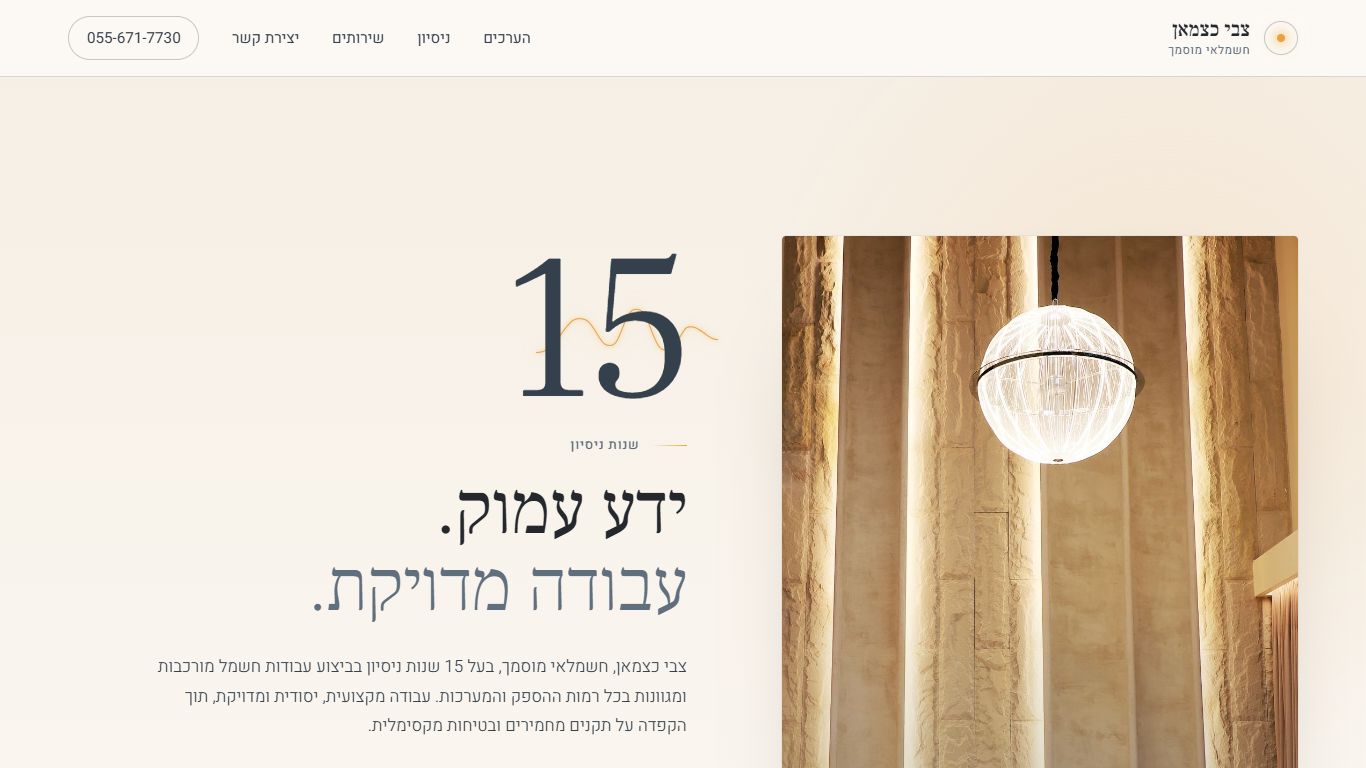 צבי כצמאן
חשמלאי מוסמך
הערכים
ניסיון
שירותים
יצירת קשר
055-671-7730
15
שנות ניסיון
ידע עמוק.
עבודה מדויקת.
צבי כצמאן, חשמלאי מוסמך, בעל 15 שנות ניסיון בביצוע עבודות חשמל מורכבות
ומגוונות בכל רמות ההספק והמערכות. עבודה מקצועית, יסודית ומדויקת, תוך
הקפדה על תקנים מחמירים ובטיחות מקסימלית.